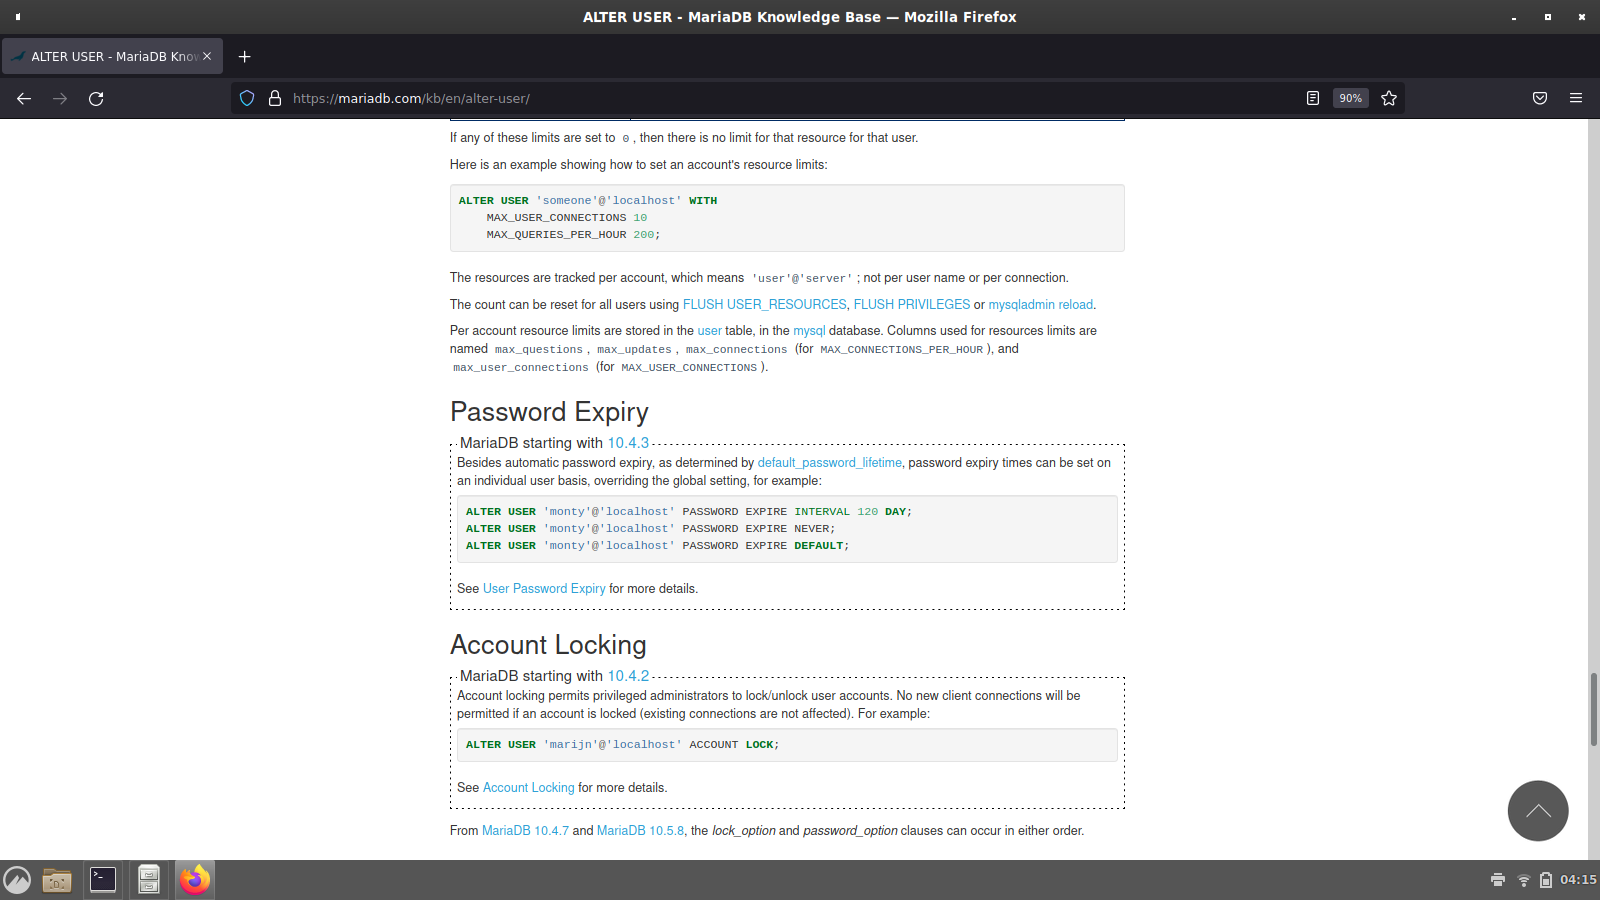 ALTER USER - MariaDB Knowledge Base — Mozilla Firefox
ALTER USER - MariaDB Know
https://mariadb.com/kb/en/alter-user/
90%
If any of these limits are set to 0, then there is no limit for that resource for that user.
Here is an example showing how to set an account's resource limits:
ALTER USER 'someone'@'localhost' WITH
MAX_USER_CONNECTIONS 10
MAX_QUERIES_PER_HOUR 200;
The resources are tracked per account, which means 'user'@'server'; not per user name or per connection.
The count can be reset for all users using FLUSH USER_RESOURCES, FLUSH PRIVILEGES or mysqladmin reload.
Per account resource limits are stored in the user table, in the mysql database. Columns used for resources limits are
named max_questions, max_updates, max_connections (for MAX_CONNECTIONS_PER_HOUR), and
max_user_connections (for MAX_USER_CONNECTIONS).
Password Expiry
MariaDB starting with 10.4.3
Besides automatic password expiry, as determined by default_password_lifetime, password expiry times can be set on
an individual user basis, overriding the global setting, for example:
ALTER USER 'monty'@'localhost' PASSWORD EXPIRE INTERVAL 120 DAY;
ALTER USER 'monty'@'localhost' PASSWORD EXPIRE NEVER;
ALTER USER 'monty'@'localhost' PASSWORD EXPIRE DEFAULT;
See User Password Expiry for more details.
Account Locking
MariaDB starting with 10.4.2
Account locking permits privileged administrators to lock/unlock user accounts. No new client connections will be
permitted if an account is locked (existing connections are not affected). For example:
ALTER USER 'marijn'@'localhost' ACCOUNT LOCK;
See Account Locking for more details.
From MariaDB 10.4.7 and MariaDB 10.5.8, the lock_option and password_option clauses can occur in either order.
04:15